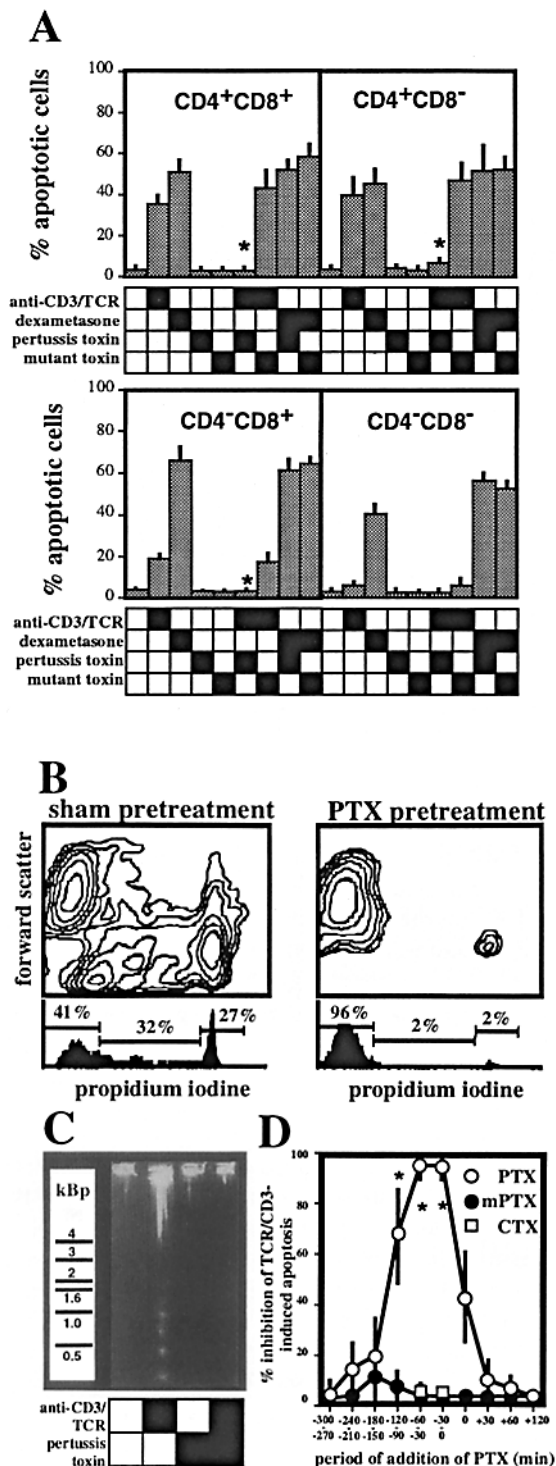 A
100
80
60
40
20
0
% apoptotic cells
CD4+CD8+
CD4+CD8-
*
*
anti-CD3/TCR
dexametasone
pertussis toxin
mutant toxin
100
80
60
40
20
0
% apoptotic cells
CD4-CD8+
CD4-CD8-
*
anti-CD3/TCR
dexametasone
pertussis toxin
mutant toxin
B
sham pretreatment
PTX pretreatment
forward scatter
41%
32%
27%
96%
2%
2%
propidium iodine
propidium iodine
C
kBp
4
3
2
1.6
1.0
0.5
anti-CD3/
TCR
pertussis
toxin
D
% inhibition of TCR/CD3-
induced apoptosis
100
80
60
40
20
0
*
* *
PTX
mPTX
CTX
-300 -240 -180 -120 -60 -30 0 +30 +60 +120
-270 -210 -150 -90 -30 0
period of addition of PTX (min)